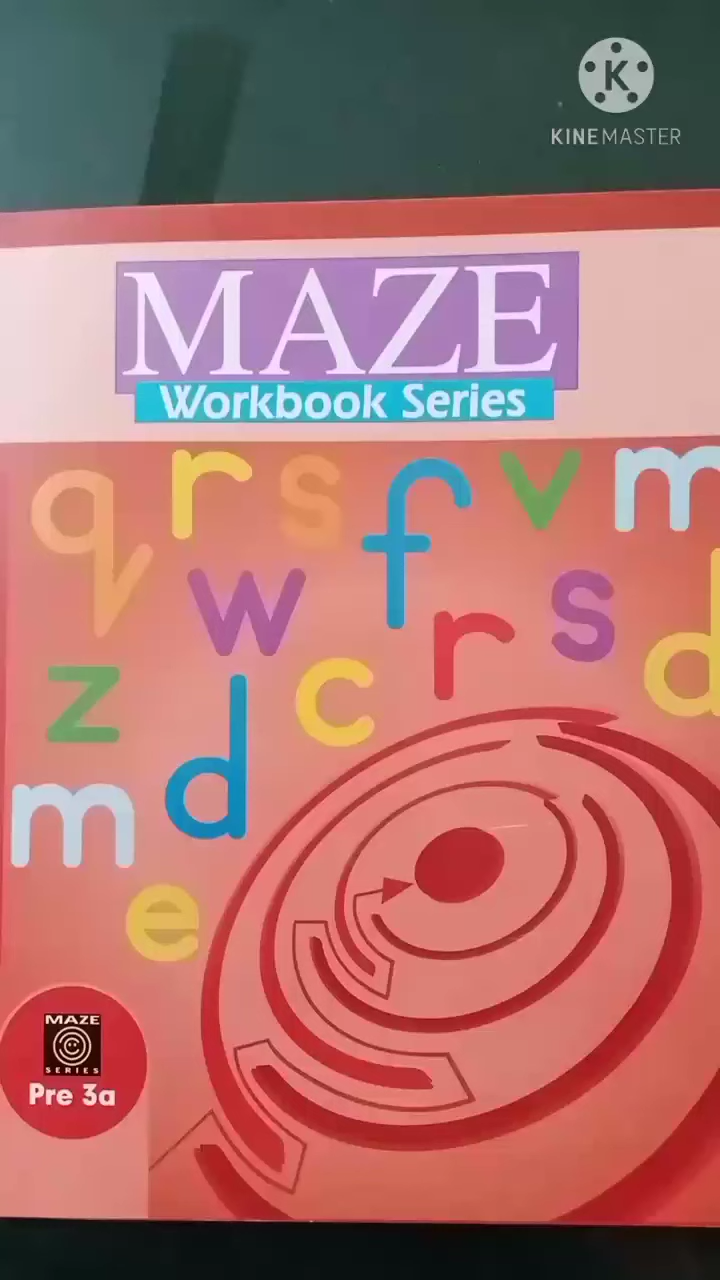 K
KINEMASTER
MAZE
Workbook Series
q r s f v m
w r s d
z d c
m
e
MAZE
SERIES
Pre 3a